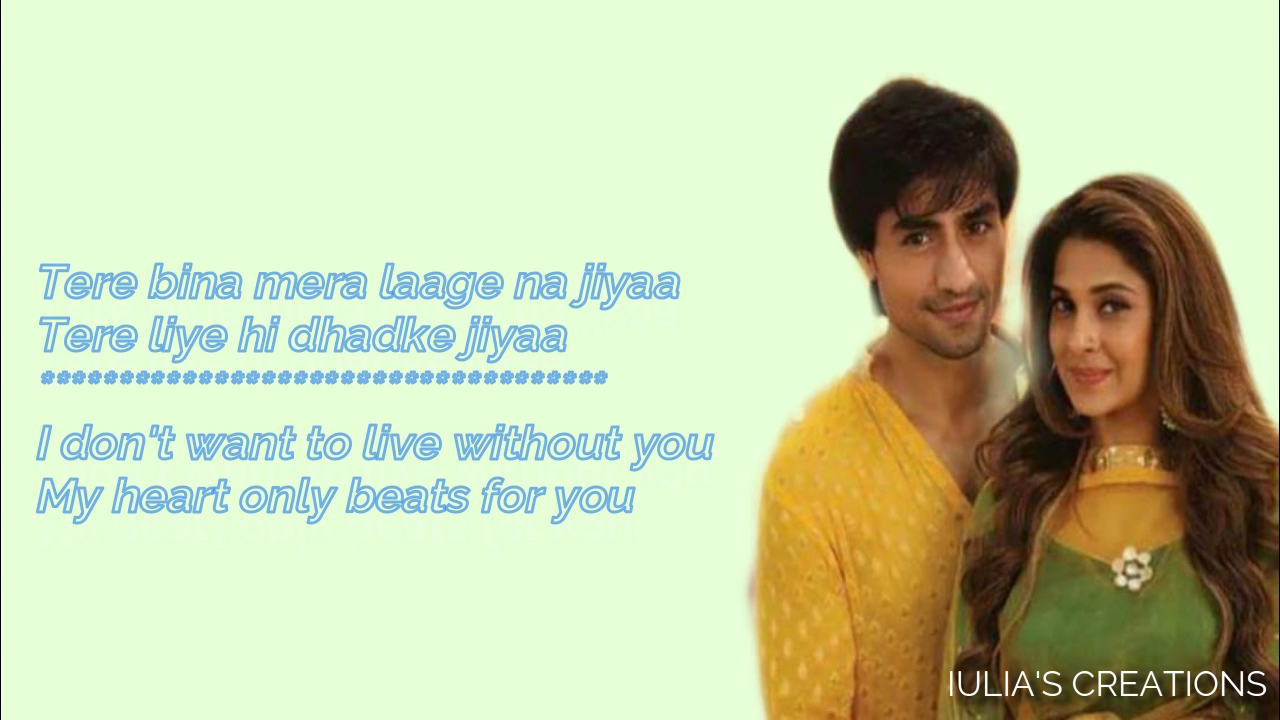 Tere bina mera laage na jiyaa
Tere liye hi dhadke jiyaa
************************************
I don't want to live without you
My heart only beats for you
IULIA'S CREATIONS